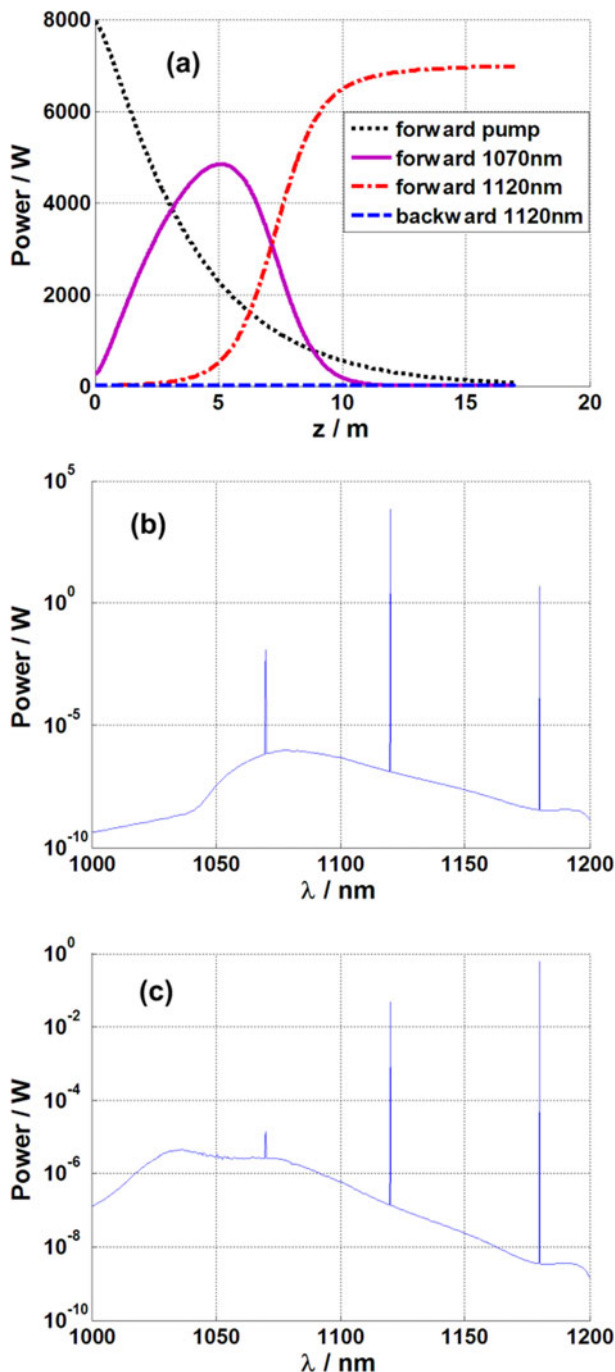 (a)
Power / W
8000
6000
4000
2000
0
forward pump
forward 1070nm
forward 1120nm
backward 1120nm
0 5 10 15 20
z / m
(b)
Power / W
10^5
10^0
10^-5
10^-10
1000 1050 1100 1150 1200
λ / nm
(c)
Power / W
10^0
10^-2
10^-4
10^-6
10^-8
10^-10
1000 1050 1100 1150 1200
λ / nm